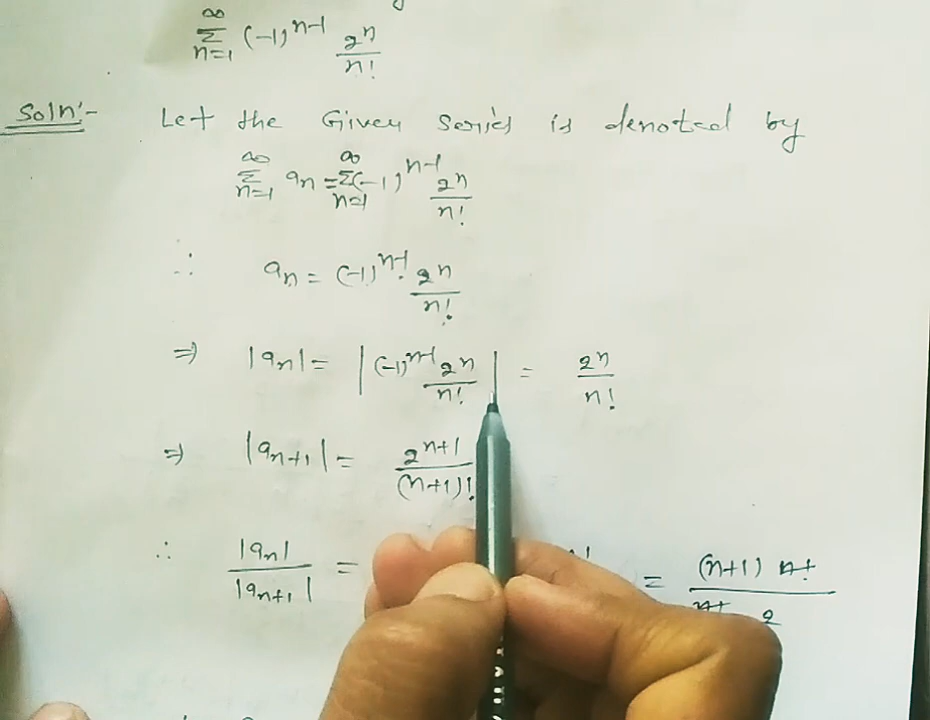 ∞
Σ (-1)^{n-1} 2^n/n!
n=1
Soln:- Let the Given Series is denoted by
∞ ∞
Σ a_n = Σ (-1)^{n-1} 2^n/n!
n=1 n=1
∴ a_n = (-1)^{n-1} 2^n/n!
⇒ |a_n| = |(-1)^{n-1} 2^n/n!| = 2^n/n!
⇒ |a_{n+1}| = 2^{n+1}/(n+1)!
∴ |a_n|/|a_{n+1}| = = (n+1) n!/n! 2